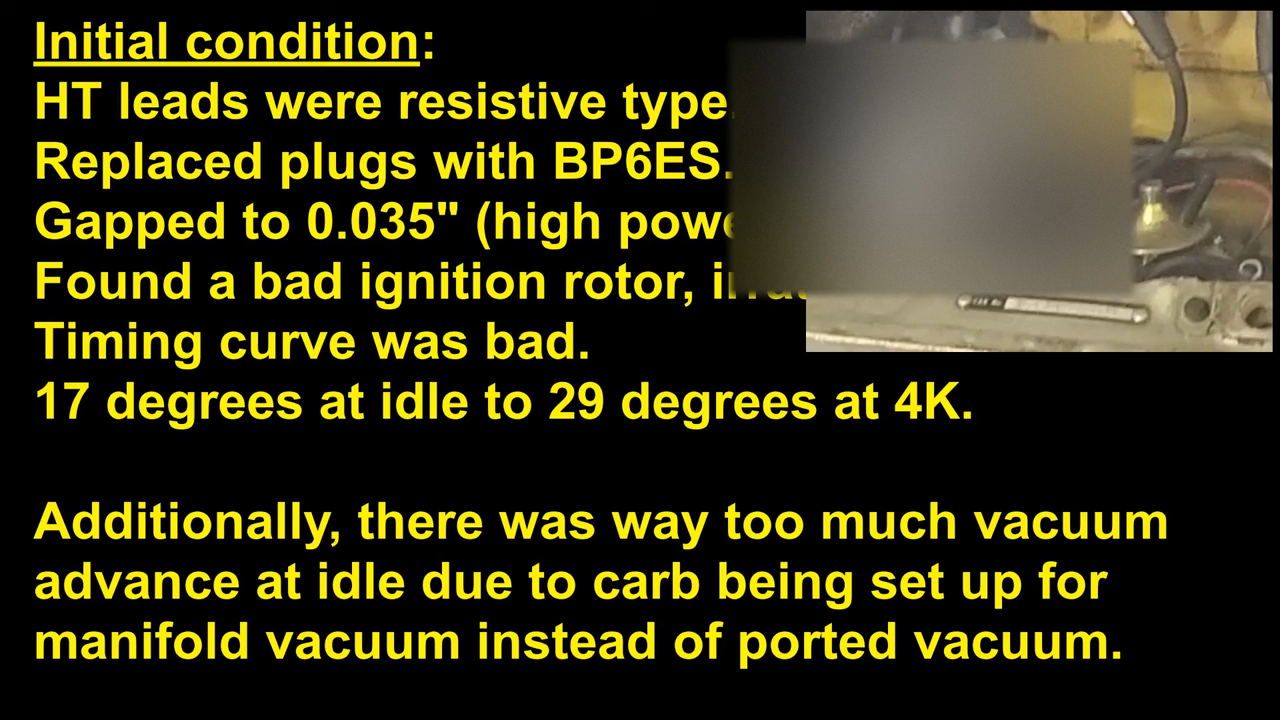 Initial condition:
HT leads were resistive type.
Replaced plugs with BP6ES.
Gapped to 0.035" (high
Found a bad ignition rotor,
Timing curve was bad.
17 degrees at idle to 29 degrees at 4K.
Additionally, there was way too much vacuum
advance at idle due to carb being set up for
manifold vacuum instead of ported vacuum.